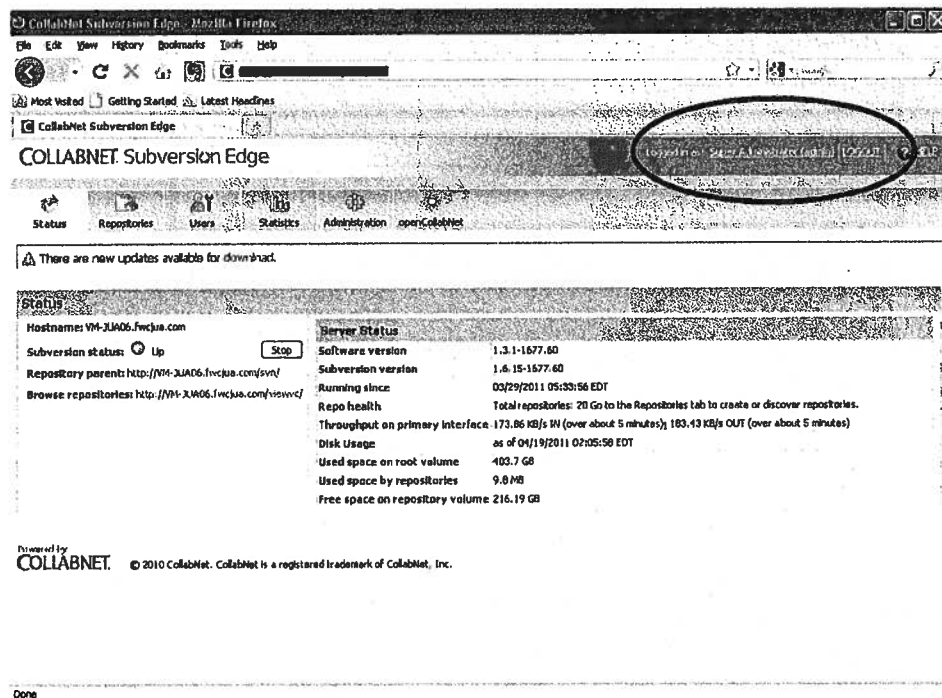 CollabNet Subversion Edge - Mozilla Firefox
File Edit View History Bookmarks Tools Help
Most Visited Getting Started Latest Headlines
CollabNet Subversion Edge
COLLABNET Subversion Edge
Logged in as: Super Administrator (admin) LOGOUT HELP
Status Repositories Users Statistics Administration openCollabNet
There are new updates available for download.
Status
Hostname: VM-JUA06.fwcjua.com
Subversion status: Up Stop
Repository parent: http://VM-JUA06.fwcjua.com/svn/
Browse repositories: http://VM-JUA06.fwcjua.com/viewvc/
Server Status
Software version 1.3.1-1677.60
Subversion version 1.6.15-1677.60
Running since 03/29/2011 05:33:56 EDT
Repo health Total repositories: 20 Go to the Repositories tab to create or discover repositories.
Throughput on primary interface 173.86 KB/s IN (over about 5 minutes); 183.43 KB/s OUT (over about 5 minutes)
Disk Usage as of 04/19/2011 02:05:58 EDT
Used space on root volume 403.7 GB
Used space by repositories 9.8 MB
Free space on repository volume 216.19 GB
Powered by
COLLABNET. © 2010 CollabNet. CollabNet is a registered trademark of CollabNet, Inc.
Done